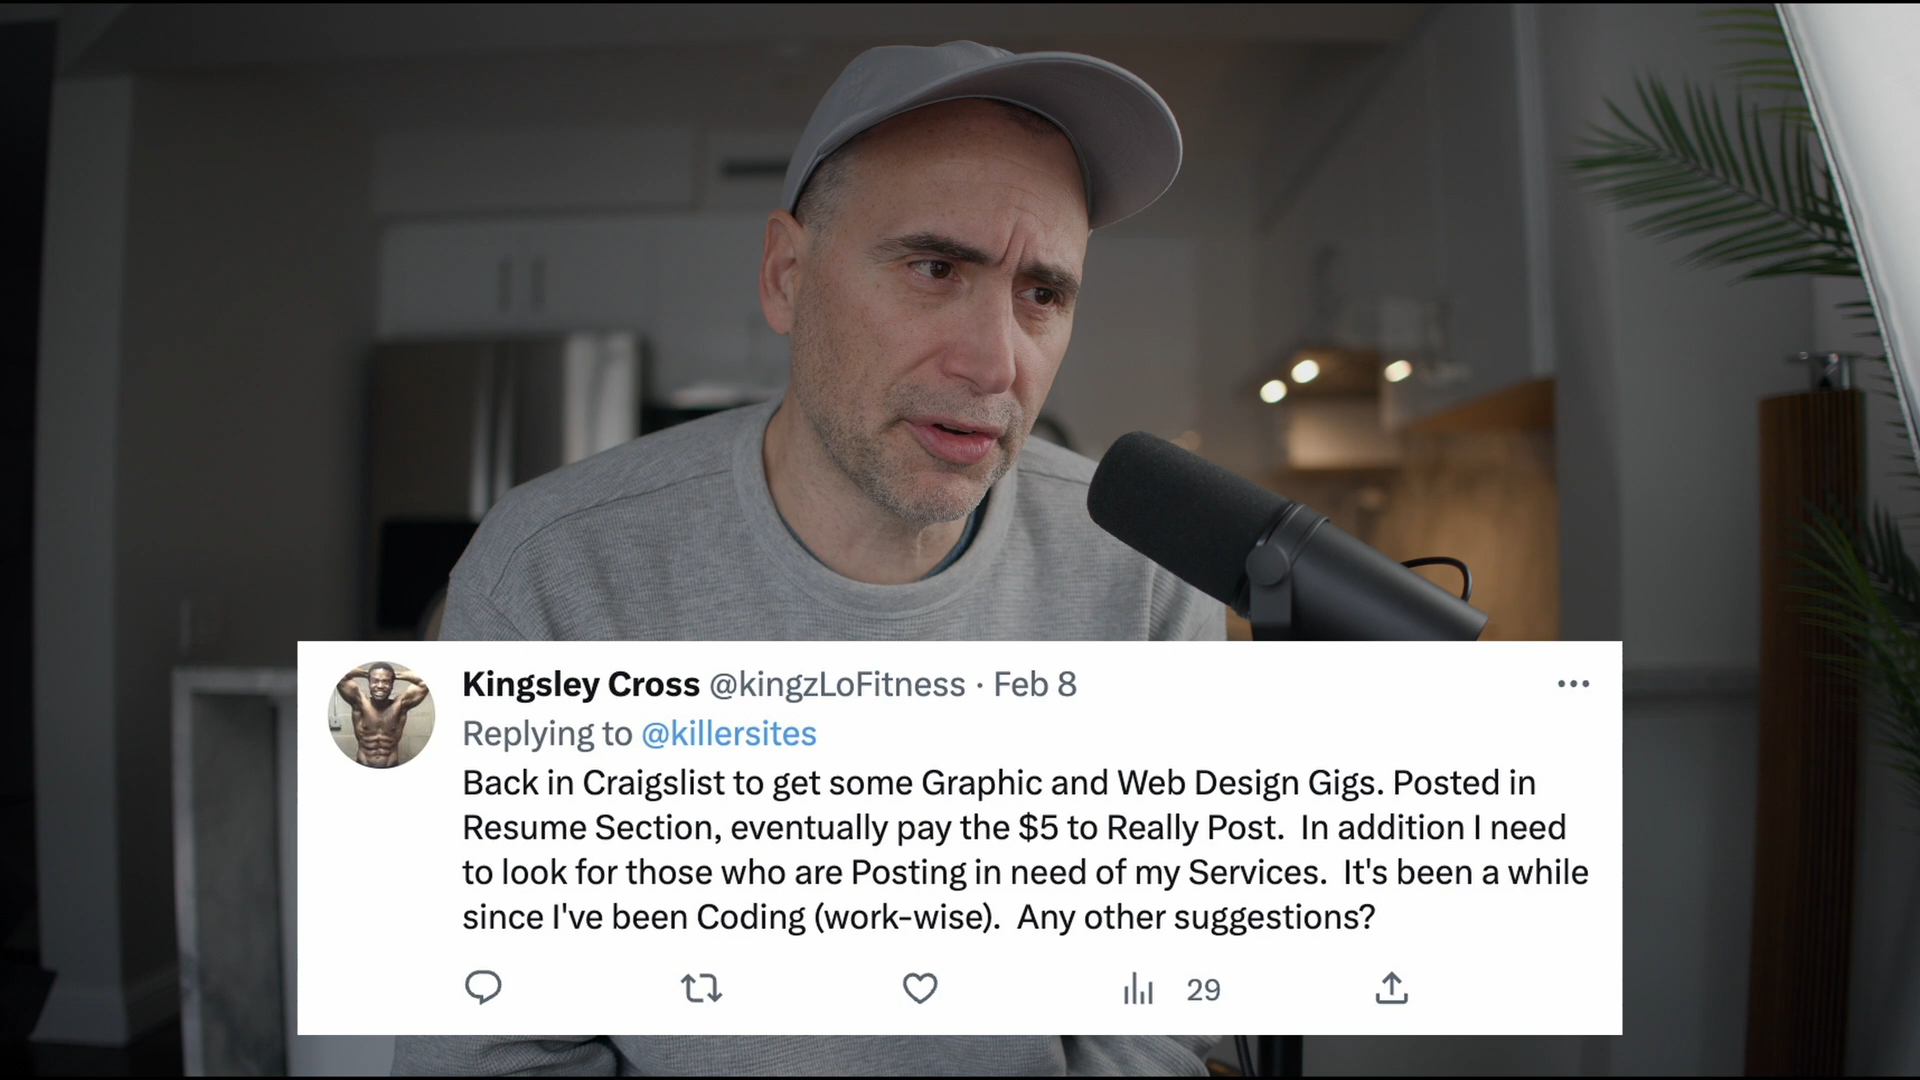 Kingsley Cross @kingzLoFitness · Feb 8
Replying to @killersites
Back in Craigslist to get some Graphic and Web Design Gigs. Posted in
Resume Section, eventually pay the $5 to Really Post.  In addition I need
to look for those who are Posting in need of my Services.  It's been a while
since I've been Coding (work-wise).  Any other suggestions?
29